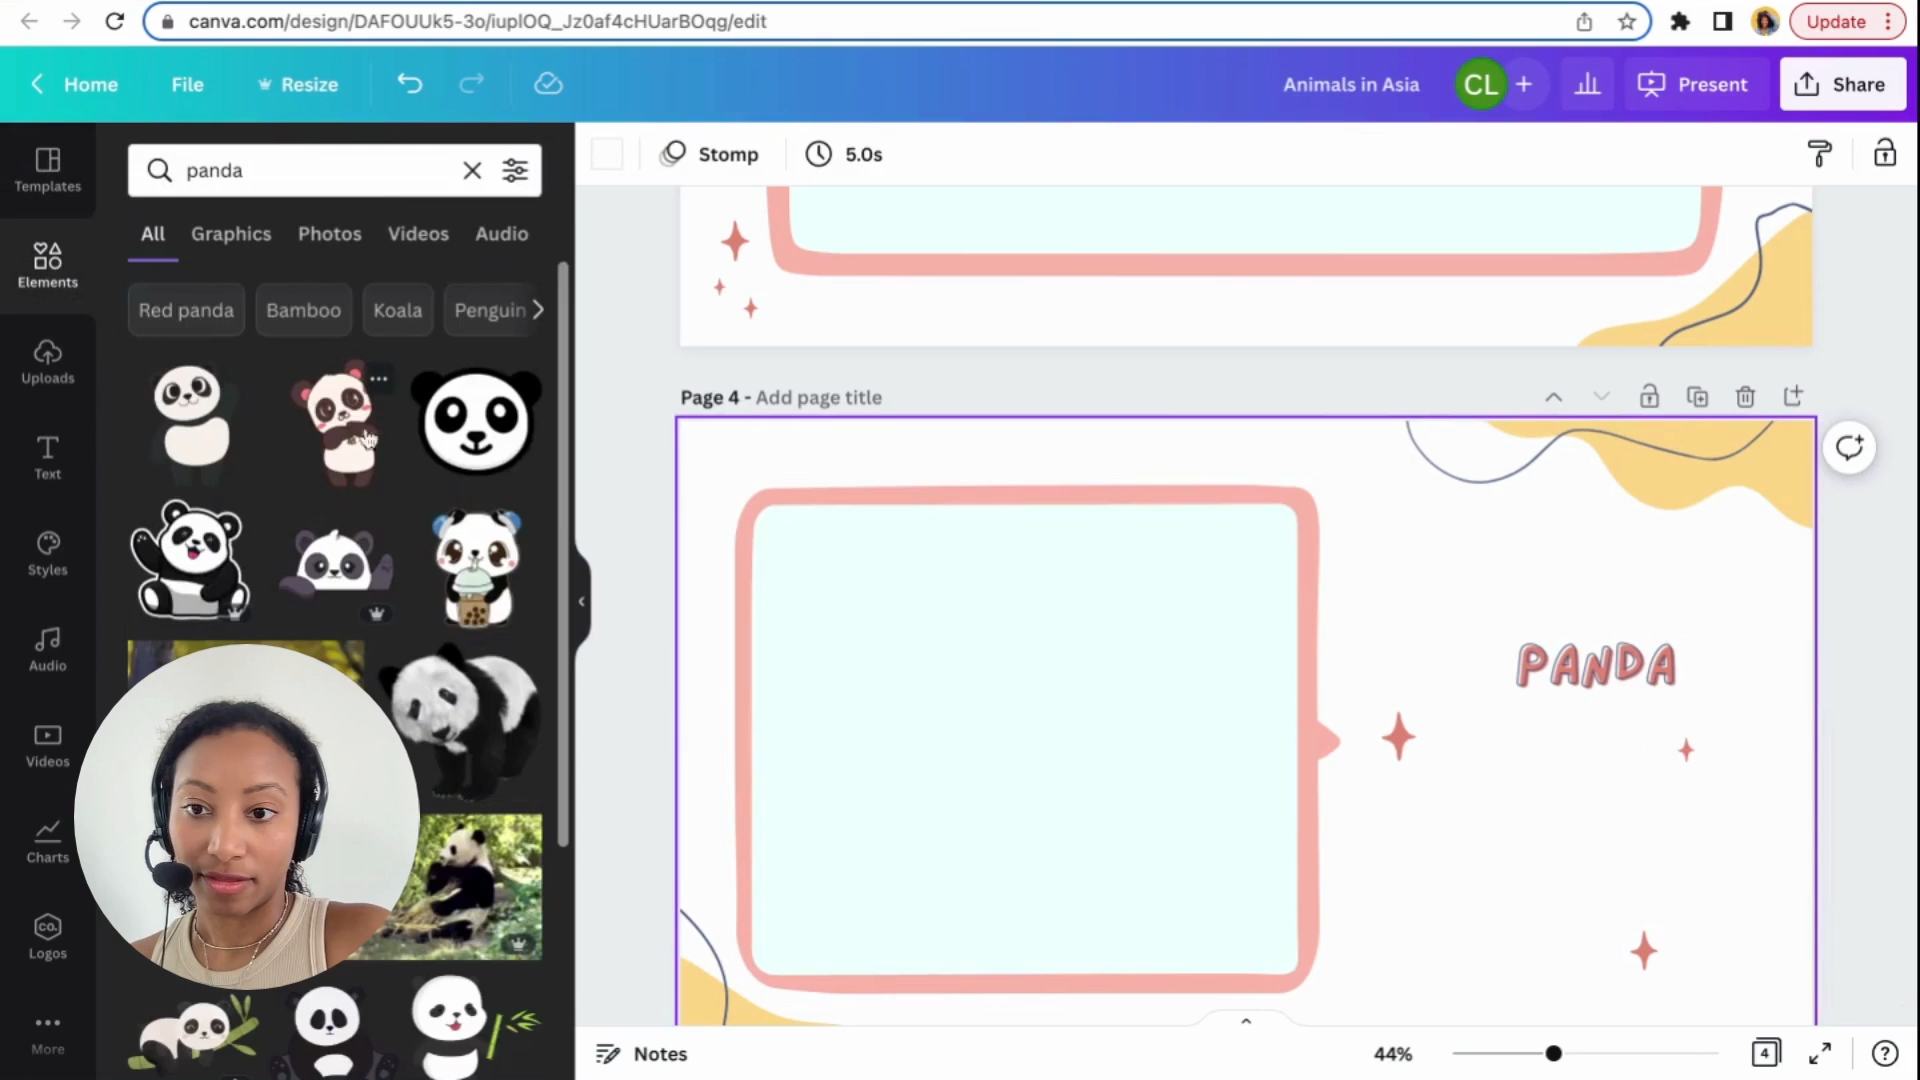 canva.com/design/DAFOUUk5-3o/iuplOQ_Jz0af4cHUarBOqg/edit
Update
Home
File
Resize
Animals in Asia
CL
Present
Share
Templates
Elements
Uploads
Text
Styles
Audio
Videos
Charts
CO.
Logos
More
panda
All
Graphics
Photos
Videos
Audio
Red panda
Bamboo
Koala
Penguin
Stomp
5.0s
Page 4 - Add page title
PANDA
Notes
44%
4